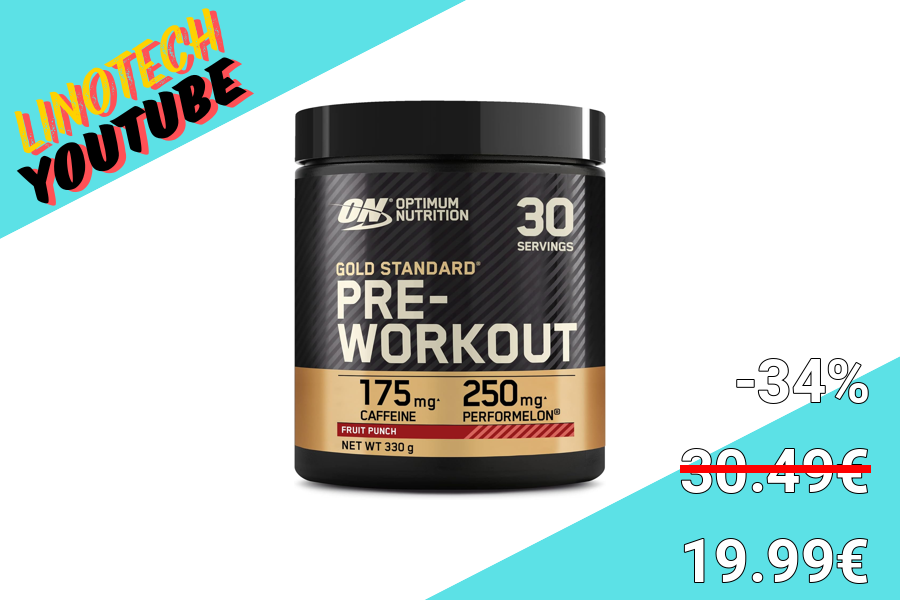 LINOTECH
YOUTUBE
ON® OPTIMUM
NUTRITION
30
SERVINGS
GOLD STANDARD®
PRE-
WORKOUT
175mg^ 250mg^
CAFFEINE PERFORMELON®
FRUIT PUNCH
NET WT 330 g
-34%
30.49€
19.99€